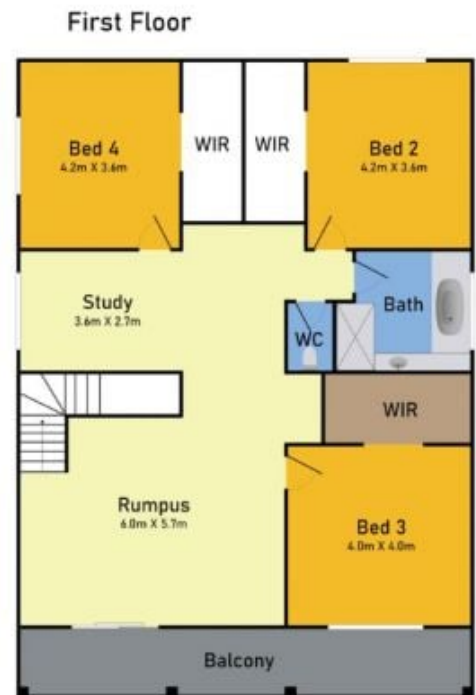 First Floor
Bed 4
4.2m X 3.6m
WIR
WIR
Bed 2
4.2m X 3.6m
Study
3.6m X 2.7m
WC
Bath
WIR
Rumpus
6.0m X 5.7m
Bed 3
4.0m X 4.0m
Balcony